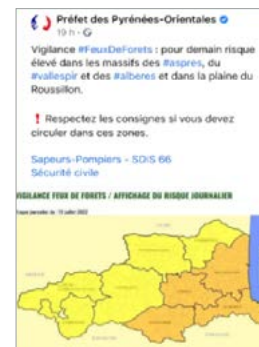 Préfet des Pyrénées-Orientales
19 h
Vigilance #FeuxDeForets : pour demain risque
élevé dans les massifs des #aspres, du
#vallespir et des #alberes et dans la plaine du
Roussillon.
❗ Respectez les consignes si vous devez
circuler dans ces zones.
Sapeurs-Pompiers - SDIS 66
Sécurité civile
VIGILANCE FEUX DE FORETS / AFFICHAGE DU RISQUE JOURNALIER